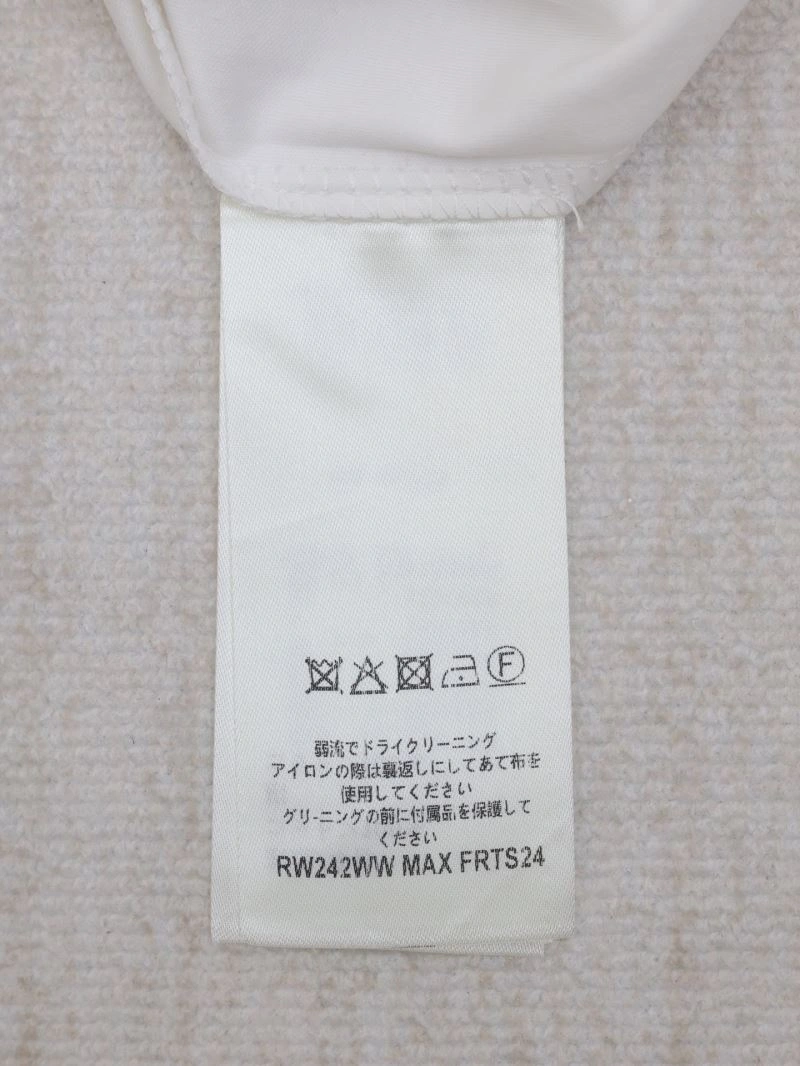 F
弱流でドライクリーニング
アイロンの際は裏返しにしてあて布を
使用してください
グリ-ニングの前に付属品を保護して
ください
RW242WW MAX FRTS24